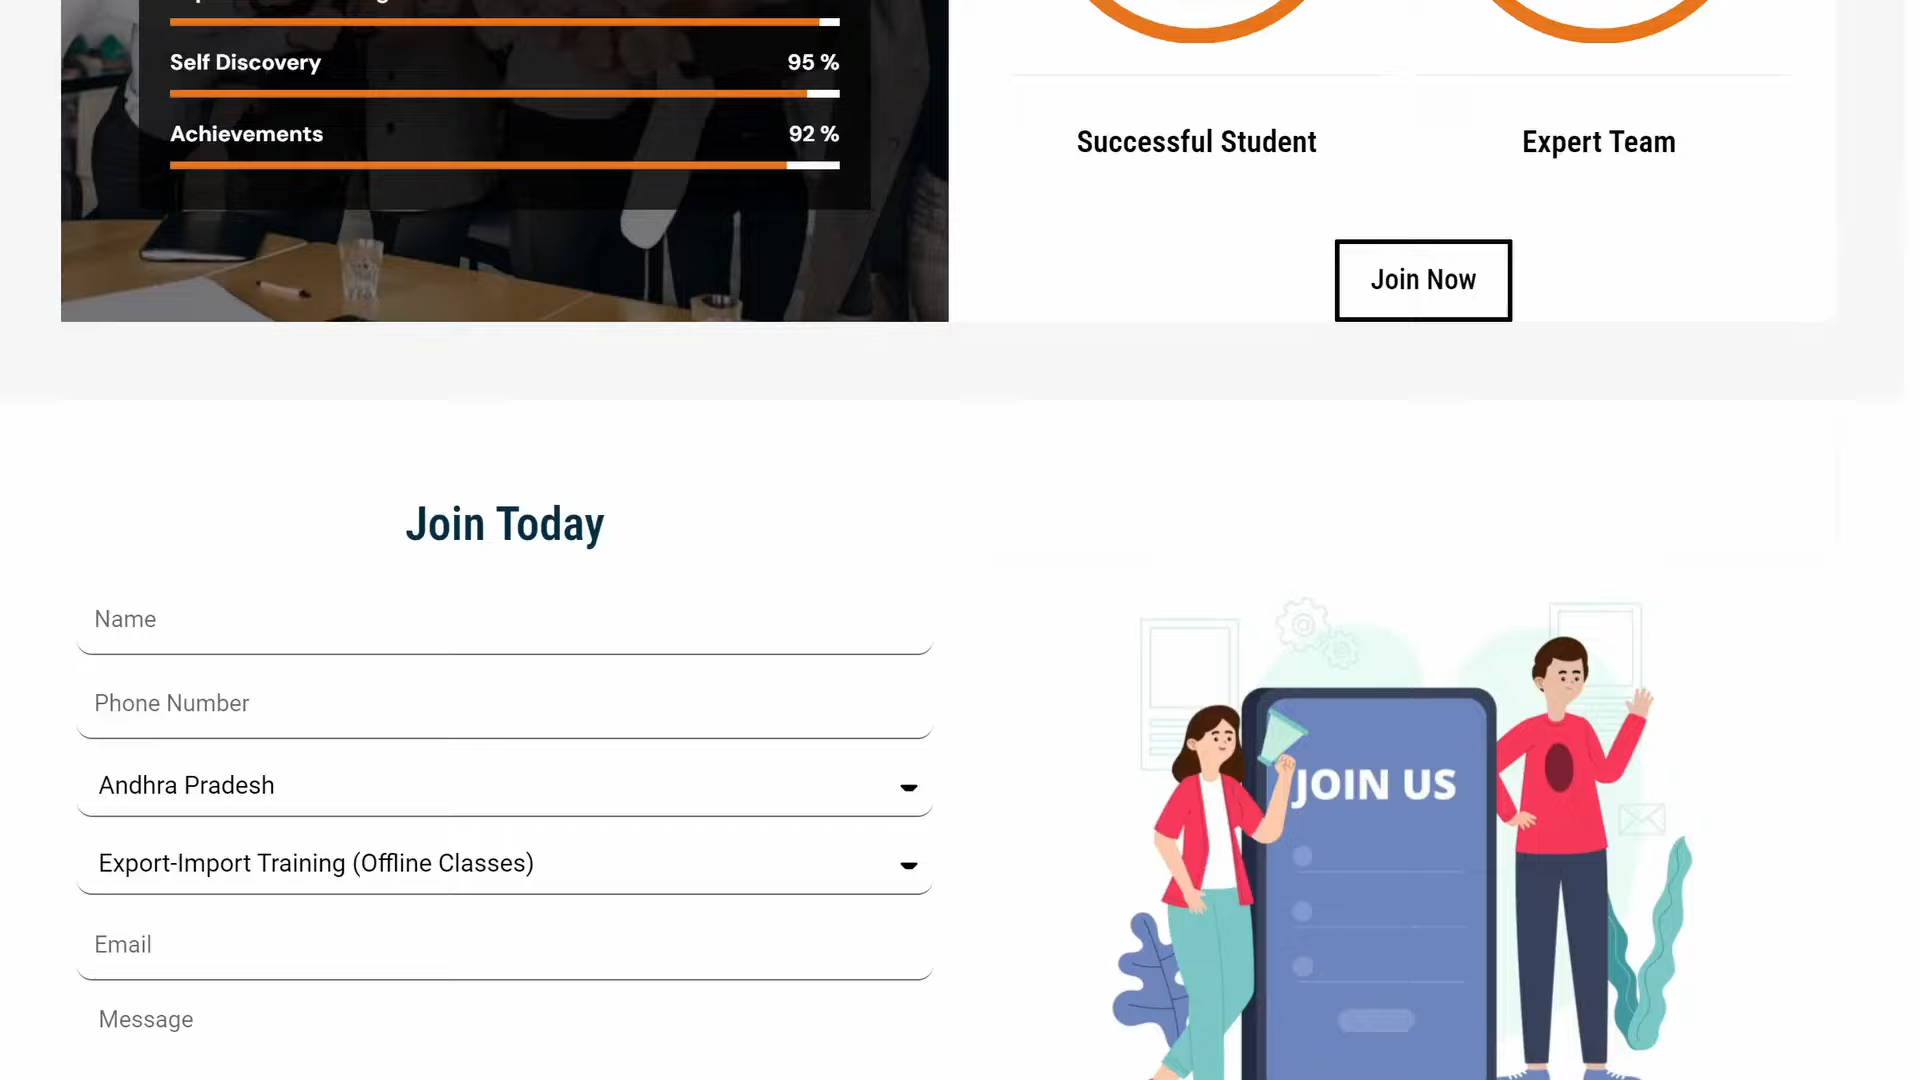 Self Discovery 95 %
Achievements 92 %
Successful Student
Expert Team
Join Now
Join Today
Name
Phone Number
Andhra Pradesh
Export-Import Training (Offline Classes)
Email
Message
JOIN US